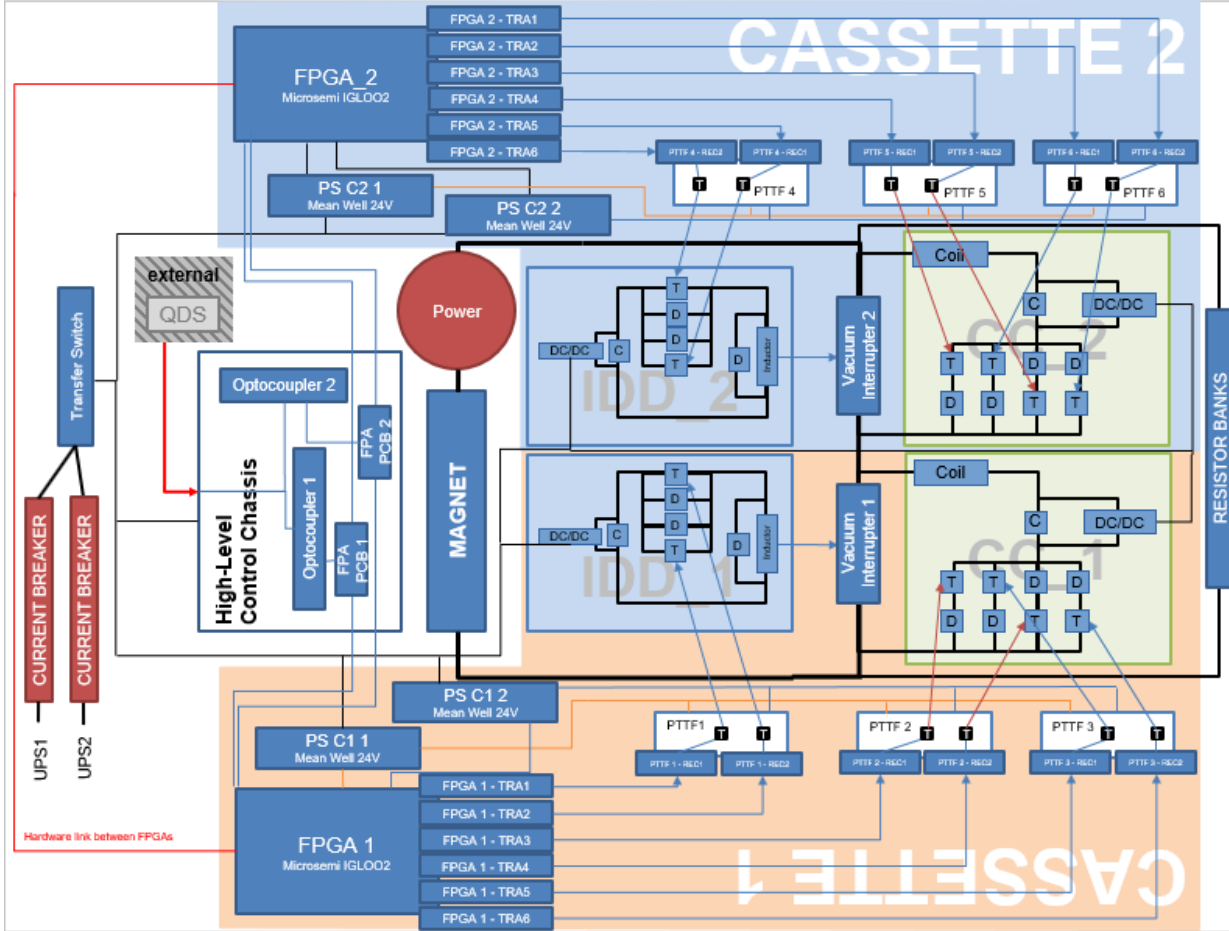 CASSETTE 2
FPGA_2
Microsemi IGLOO2
FPGA 2 - TRA1
FPGA 2 - TRA2
FPGA 2 - TRA3
FPGA 2 - TRA4
FPGA 2 - TRA5
FPGA 2 - TRA6
PTTF 4 - REC2
PTTF 4 - REC1
PTTF 5 - REC1
PTTF 5 - REC2
PTTF 6 - REC1
PTTF 6 - REC2
T
T
PTTF 4
T
T
PTTF 5
T
T
PTTF 6
PS C2 1
Mean Well 24V
PS C2 2
Mean Well 24V
external
QDS
Transfer Switch
Power
MAGNET
Optocoupler 2
Optocoupler 1
FPA
PCB 2
FPA
PCB 1
High-Level
Control Chassis
CURRENT BREAKER
CURRENT BREAKER
UPS1
UPS2
IDD_2
DC/DC
C
T
D
D
T
D
Inductor
Vacuum
Interrupter 2
CC_2
Coil
C
DC/DC
T
T
D
D
D
D
T
T
RESISTOR BANKS
IDD_1
DC/DC
C
T
D
D
T
D
Inductor
Vacuum
Interrupter 1
CC_1
Coil
C
DC/DC
T
T
D
D
D
D
T
T
PS C1 2
Mean Well 24V
PS C1 1
Mean Well 24V
PTTF1
T
T
PTTF 2
T
T
PTTF 3
T
T
PTTF 1 - REC1
PTTF 1 - REC2
PTTF 2 - REC1
PTTF 2 - REC2
PTTF 3 - REC1
PTTF 3 - REC2
Hardware link between FPGAs
FPGA 1
Microsemi IGLOO2
FPGA 1 - TRA1
FPGA 1 - TRA2
FPGA 1 - TRA3
FPGA 1 - TRA4
FPGA 1 - TRA5
FPGA 1 - TRA6
CASSETTE 1